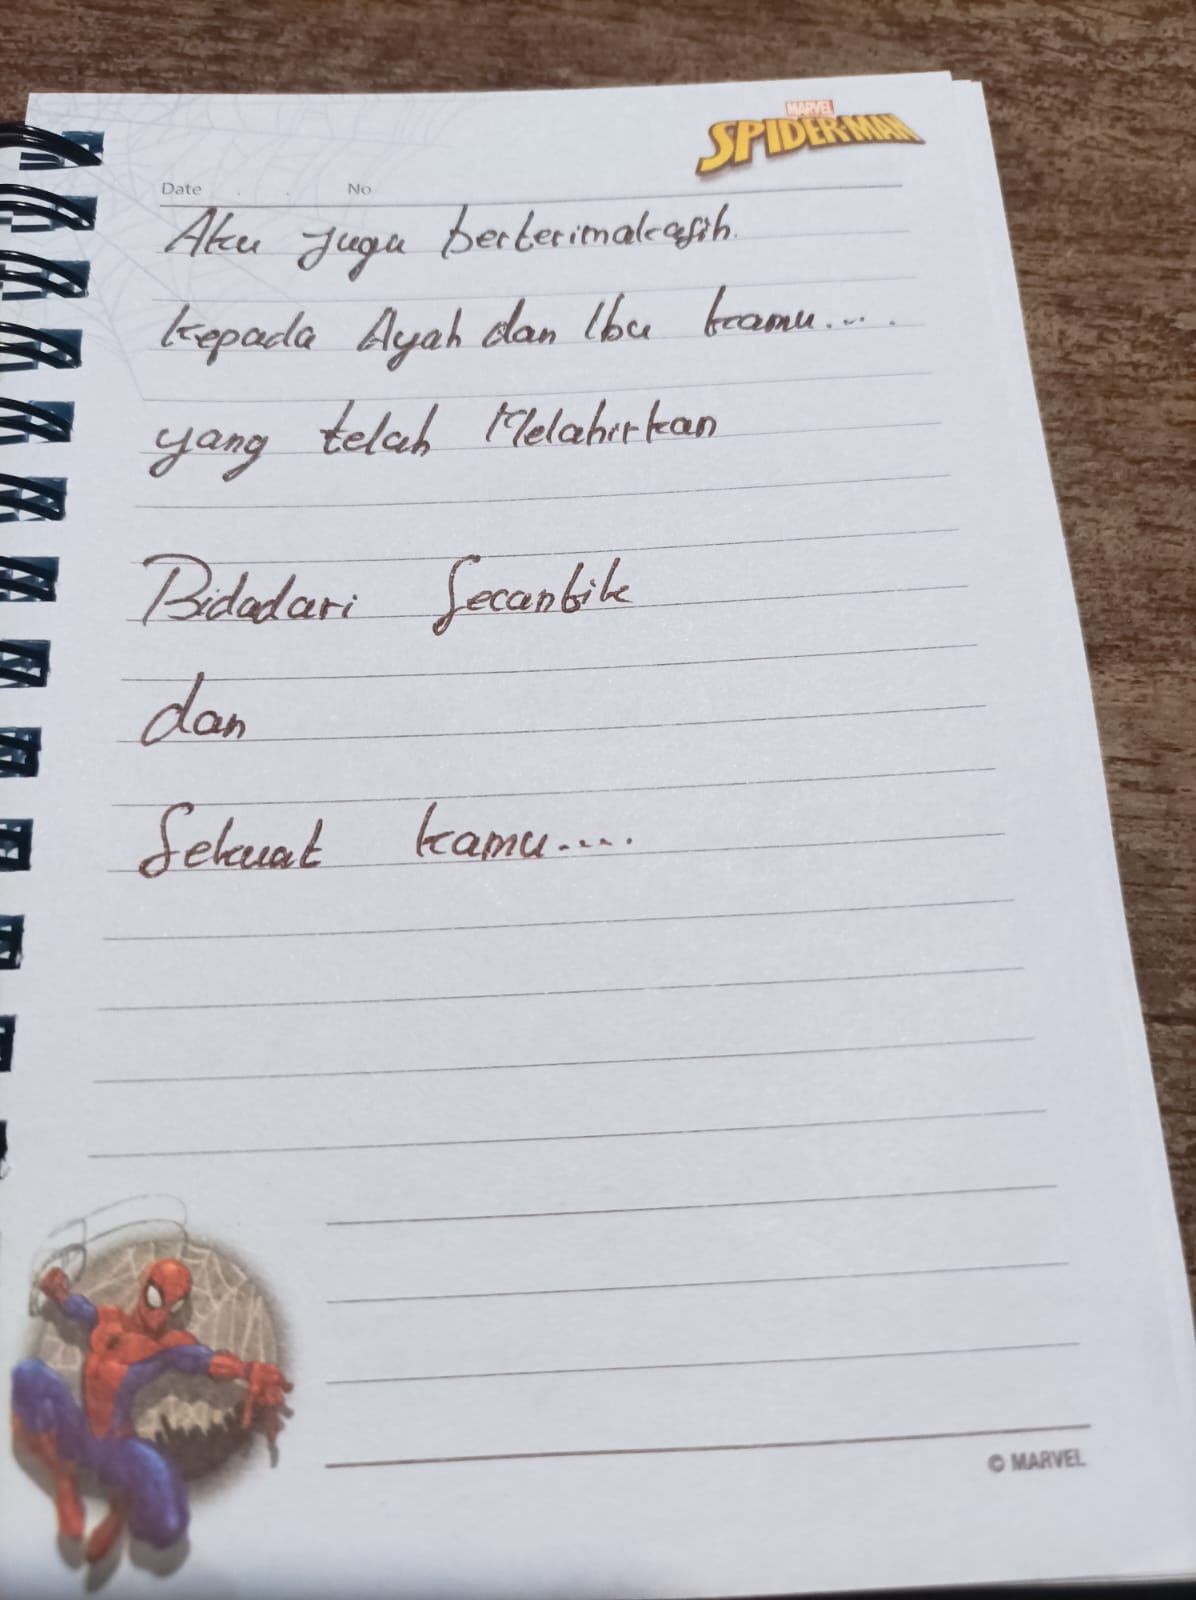 MARVEL
SPIDER-MAN
Date . . No
Aku juga berterimakasih.
kepada Ayah dan Ibu kamu....
yang telah Melahirkan
Bidadari Secantik
dan
Sekuat kamu....
© MARVEL